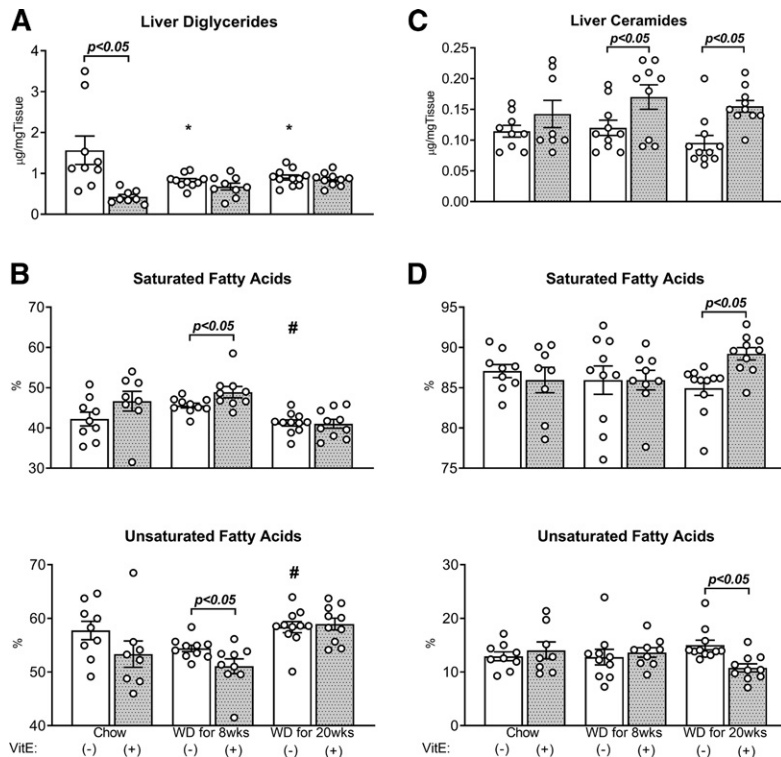 A
Liver Diglycerides
µg/mgTissue
4
3
2
1
0
p<0.05
*
*
C
Liver Ceramides
µg/mgTissue
0.25
0.20
0.15
0.10
0.05
0.00
p<0.05
p<0.05
B
Saturated Fatty Acids
%
70
60
50
40
30
p<0.05
#
D
Saturated Fatty Acids
%
95
90
85
80
75
p<0.05
Unsaturated Fatty Acids
%
70
60
50
40
p<0.05
#
Chow WD for 8wks WD for 20wks
VitE: (-) (+) (-) (+) (-) (+)
Unsaturated Fatty Acids
%
30
20
10
0
p<0.05
Chow WD for 8wks WD for 20wks
VitE: (-) (+) (-) (+) (-) (+)